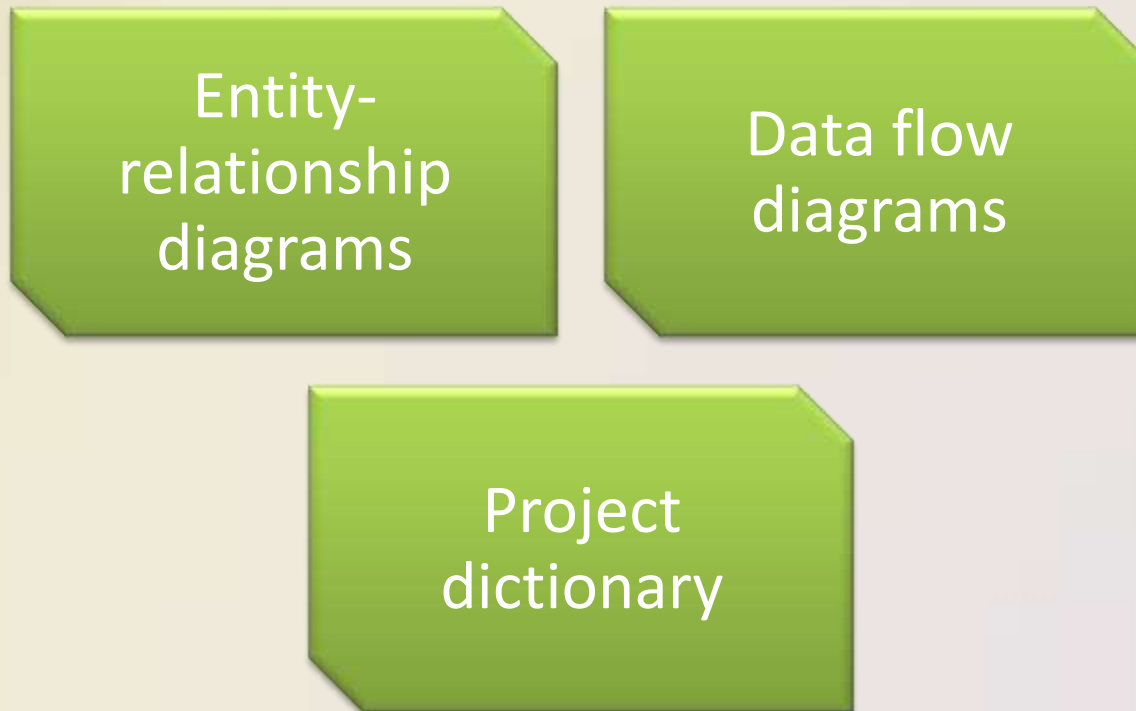 Entity-
relationship
diagrams
Data flow
diagrams
Project
dictionary